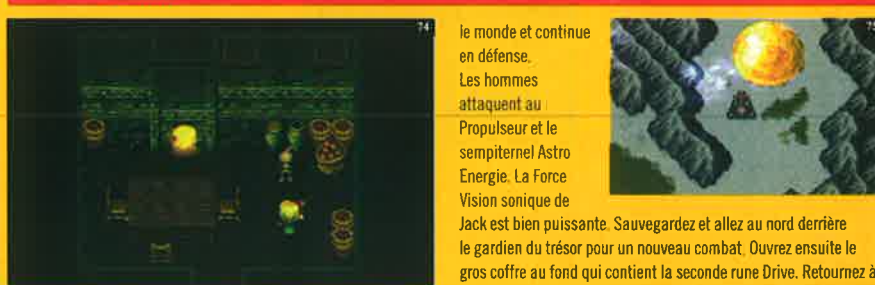 74
le monde et continue
75
en défense.
Les hommes
attaquent au
Propulseur et le
sempiternel Astro
Energie. La Force
Vision sonique de
Jack est bien puissante. Sauvegardez et allez au nord derrière
le gardien du trésor pour un nouveau combat. Ouvrez ensuite le
gros coffre au fond qui contient la seconde rune Drive. Retournez à